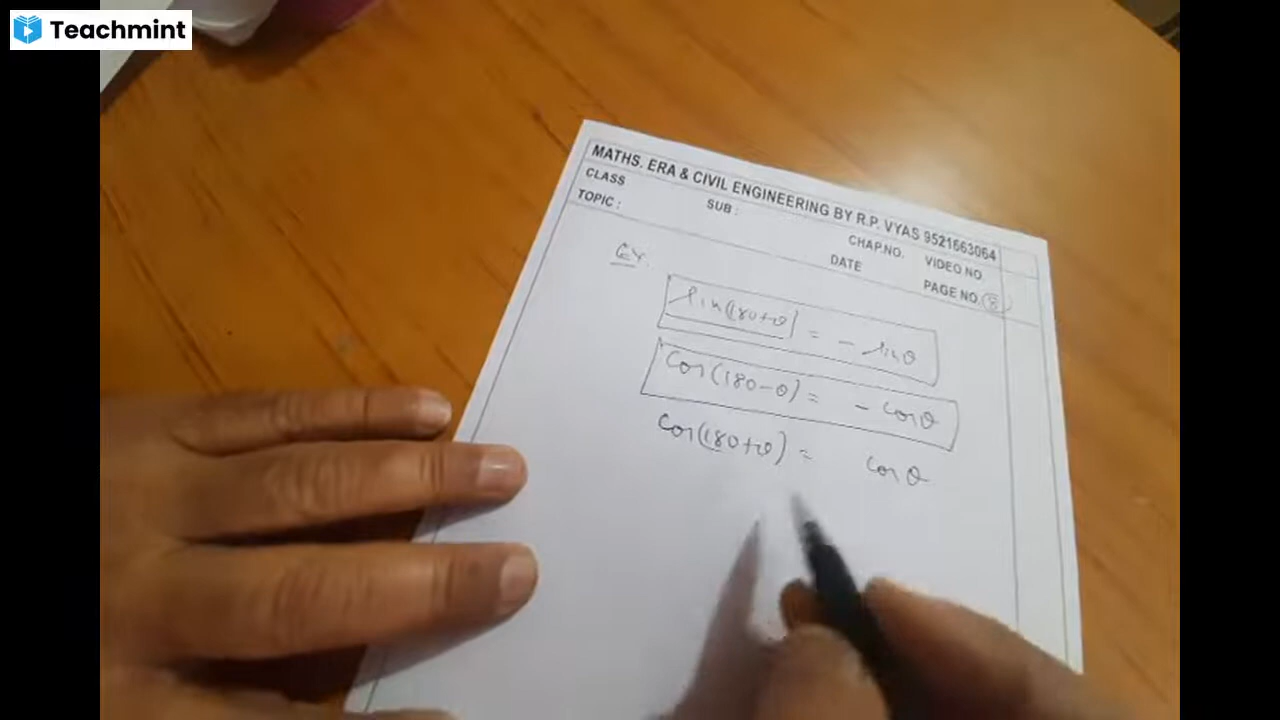 Teachmint
MATHS. ERA & CIVIL ENGINEERING BY R.P. VYAS 9521663064
CLASS SUB : CHAP.NO. VIDEO NO.
TOPIC : DATE PAGE NO. 8
Ex.
sin(180+θ) = - sinθ
cos(180-θ) = - cosθ
cos(180+θ) = cosθ